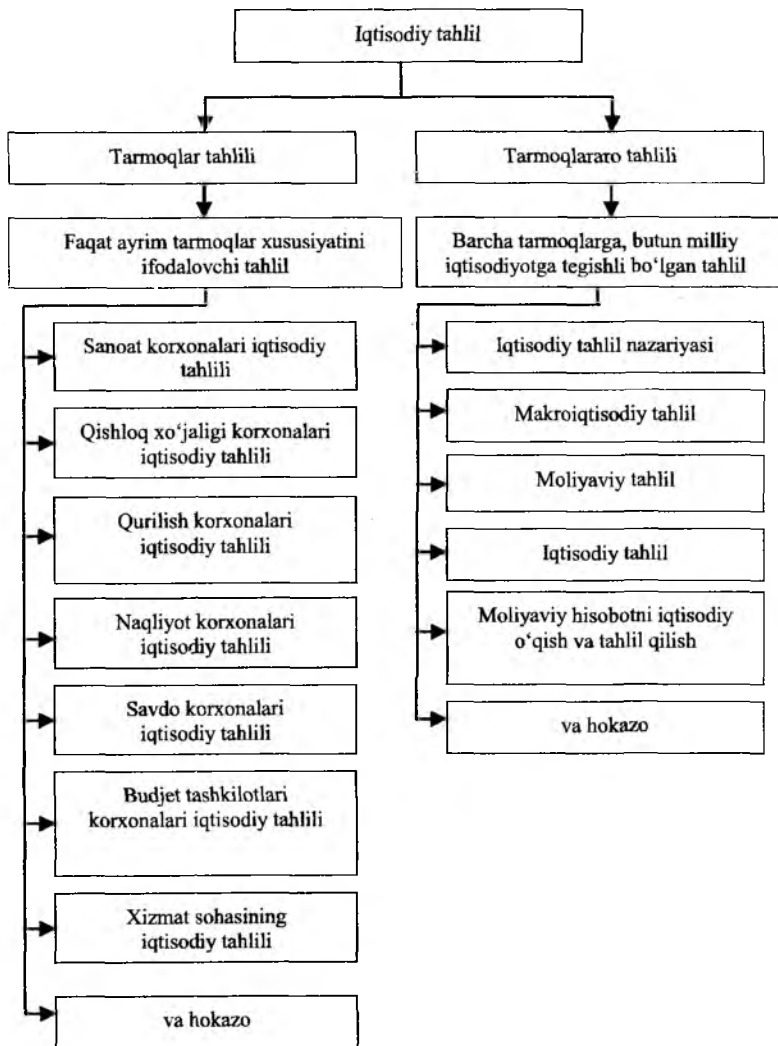 Iqtisodiy tahlil
Tarmoqlar tahlili
Tarmoqlararo tahlili
Faqat ayrim tarmoqlar xususiyatini
ifodalovchi tahlil
Barcha tarmoqlarga, butun milliy
iqtisodiyotga tegishli bo‘lgan tahlil
Sanoat korxonalari iqtisodiy
tahlili
Qishloq xo‘jaligi korxonalari
iqtisodiy tahlili
Qurilish korxonalari
iqtisodiy tahlili
Naqliyot korxonalari
iqtisodiy tahlili
Savdo korxonalari
iqtisodiy tahlili
Budjet tashkilotlari
korxonalari iqtisodiy tahlili
Xizmat sohasining
iqtisodiy tahlili
va hokazo
Iqtisodiy tahlil nazariyasi
Makroiqtisodiy tahlil
Moliyaviy tahlil
Iqtisodiy tahlil
Moliyaviy hisobotni iqtisodiy
o‘qish va tahlil qilish
va hokazo